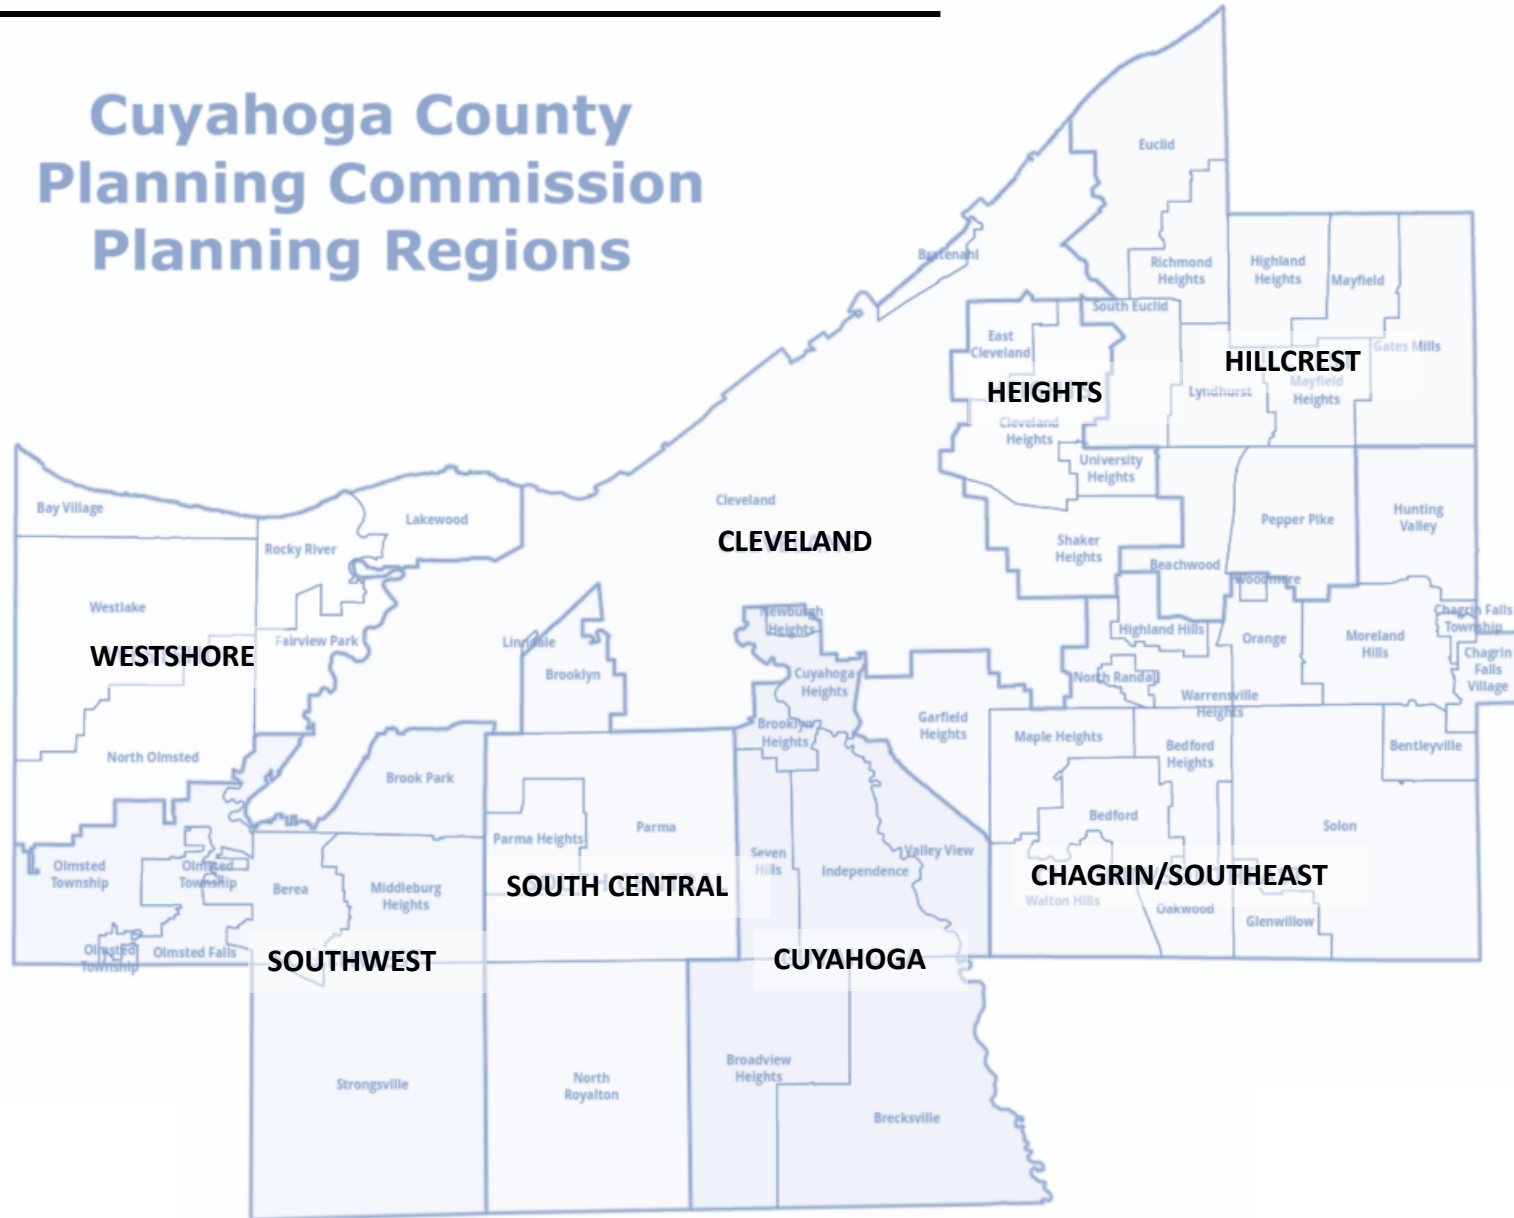 Cuyahoga County
Planning Commission
Planning Regions
Euclid
Bratenahl
Richmond
Heights
Highland
Heights
Mayfield
South Euclid
East
Cleveland
Gates Mills
HILLCREST
HEIGHTS
Lyndhurst
Mayfield
Heights
Cleveland
Heights
University
Heights
Bay Village
Lakewood
Cleveland
Pepper Pike
Hunting
Valley
Rocky River
CLEVELAND
Shaker
Heights
Beachwood
Woodmere
Westlake
Newburgh
Heights
Chagrin Falls
Township
Highland Hills
Fairview Park
Linndale
Orange
Moreland
Hills
WESTSHORE
Brooklyn
Cuyahoga
Heights
North Randall
Chagrin
Falls
Village
Warrensville
Heights
Garfield
Heights
Brooklyn
Heights
Maple Heights
Bedford
Heights
Bentleyville
North Olmsted
Brook Park
Bedford
Parma Heights
Parma
Solon
Olmsted
Township
Olmsted
Township
Berea
Middleburg
Heights
Seven
Hills
Independence
Valley View
SOUTH CENTRAL
CHAGRIN/SOUTHEAST
Walton Hills
Oakwood
Glenwillow
Olmsted
Township
Olmsted Falls
SOUTHWEST
CUYAHOGA
Strongsville
North
Royalton
Broadview
Heights
Brecksville